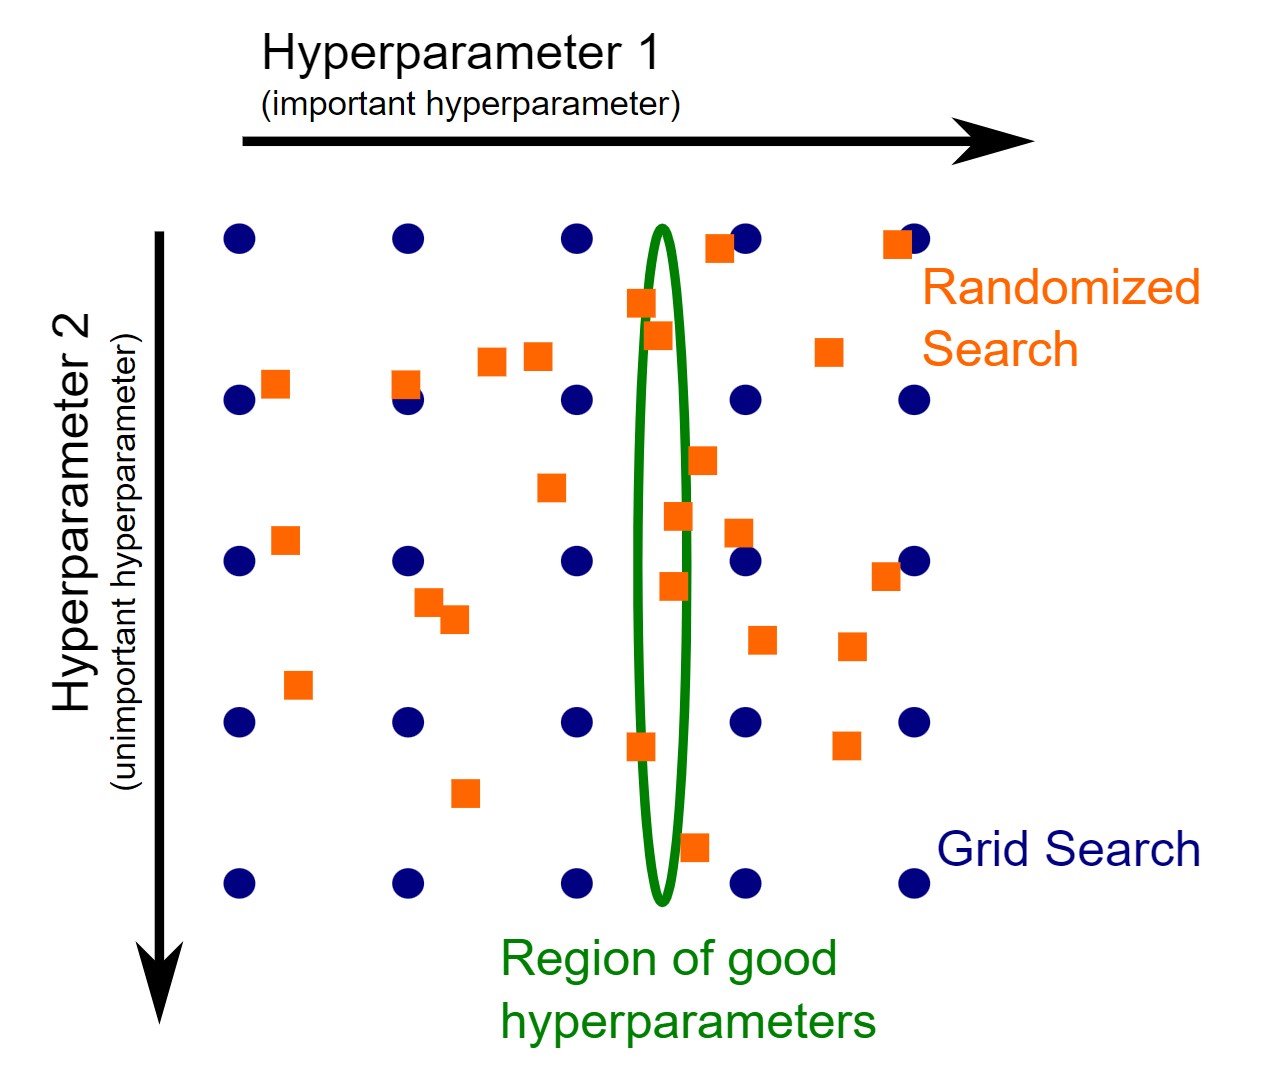 Hyperparameter 1
(important hyperparameter)
Hyperparameter 2
(unimportant hyperparameter)
Randomized
Search
Grid Search
Region of good
hyperparameters